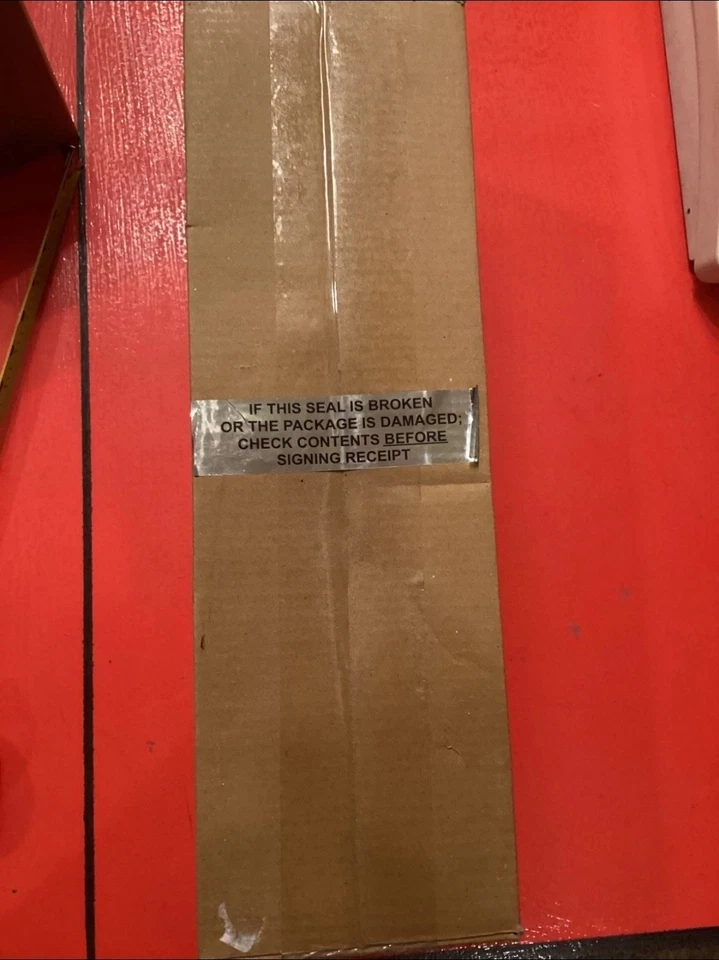 IF THIS SEAL IS BROKEN
OR THE PACKAGE IS DAMAGED;
CHECK CONTENTS BEFORE
SIGNING RECEIPT